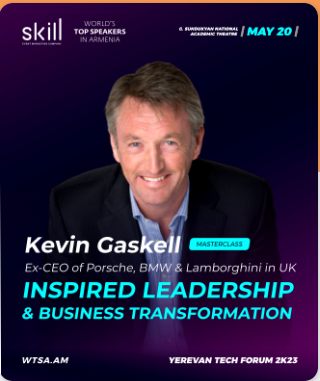 skill
EVENT MARKETING COMPANY
WORLD'S
TOP SPEAKERS
IN ARMENIA
G. SUNDUKYAN NATIONAL
ACADEMIC THEATRE
| MAY 20 |
Kevin Gaskell MASTERCLASS
Ex-CEO of Porsche, BMW & Lamborghini in UK
INSPIRED LEADERSHIP
& BUSINESS TRANSFORMATION
WTSA.AM
YEREVAN TECH FORUM 2K23